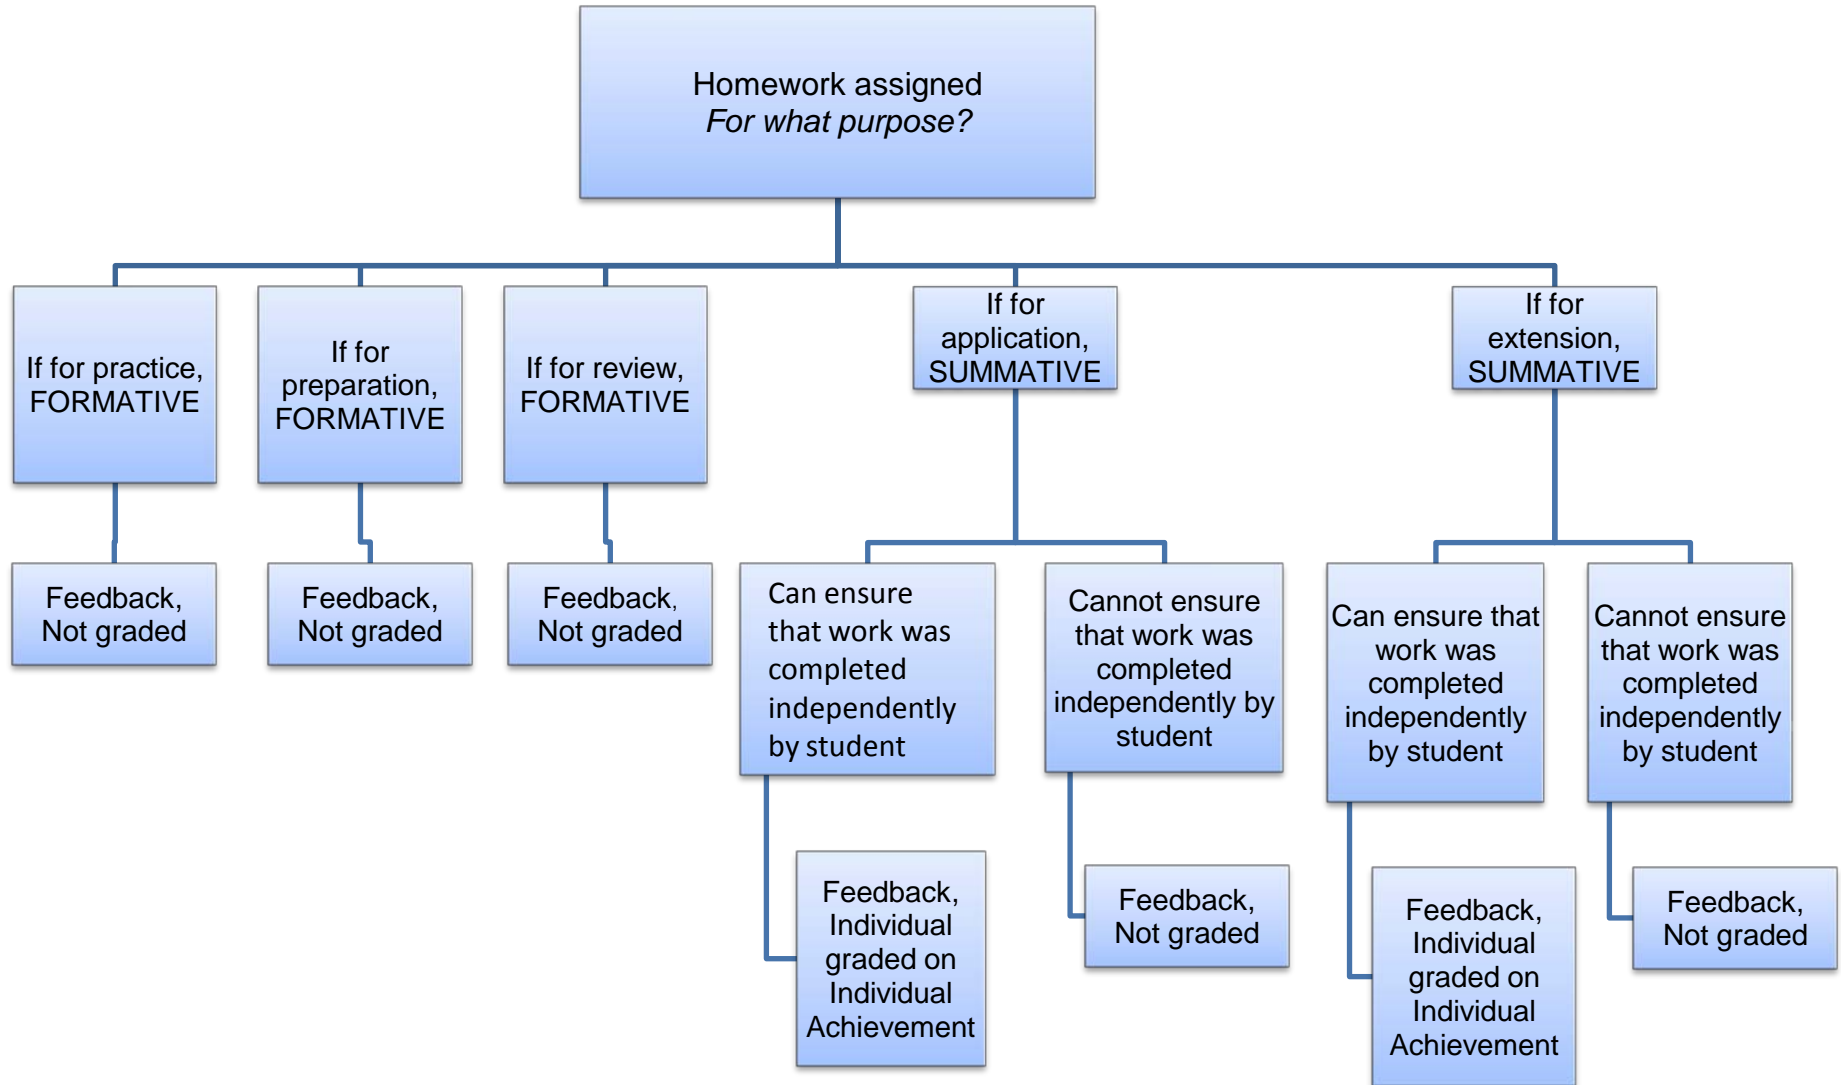 Homework assigned
For what purpose?
If for practice,
FORMATIVE
If for
preparation,
FORMATIVE
If for review,
FORMATIVE
If for
application,
SUMMATIVE
If for
extension,
SUMMATIVE
Feedback,
Not graded
Feedback,
Not graded
Feedback,
Not graded
Can ensure
that work was
completed
independently
by student
Cannot ensure
that work was
completed
independently by
student
Can ensure that
work was
completed
independently
by student
Cannot ensure
that work was
completed
independently
by student
Feedback,
Individual
graded on
Individual
Achievement
Feedback,
Not graded
Feedback,
Individual
graded on
Individual
Achievement
Feedback,
Not graded